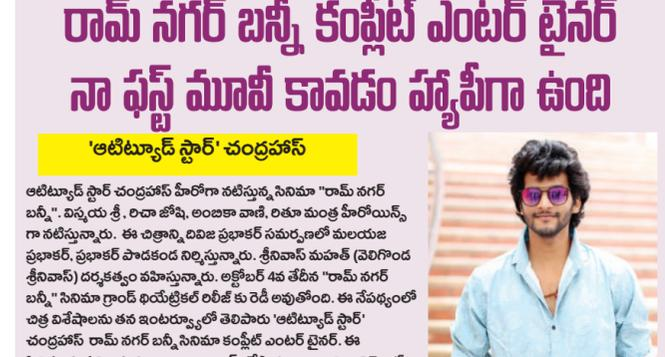 రామ్ నగర్ బన్నీ కంప్లీట్ ఎంటర్ టైనర్
నా ఫస్ట్ మూవీ కావడం హ్యాపీగా ఉంది
'ఆటిట్యూడ్ స్టార్' చంద్రహాస్
ఆటిట్యూడ్ స్టార్ చంద్రహాస్ హీరోగా నటిస్తున్న సినిమా "రామ్ నగర్
బన్నీ". విస్మయ శ్రీ , రిచా జోషి, అంబికా వాణి, రితూ మంత్ర హీరోయిన్స్
గా నటిస్తున్నారు. ఈ చిత్రాన్ని దివిజ ప్రభాకర్ సమర్పణలో మలయజ
ప్రభాకర్, ప్రభాకర్ పొడకండ నిర్మిస్తున్నారు. శ్రీనివాస్ మహత్ (వెలిగొండ
శ్రీనివాస్) దర్శకత్వం వహిస్తున్నారు. అక్టోబర్ 4వ తేదీన "రామ్ నగర్
బన్నీ" సినిమా గ్రాండ్ థియేట్రికల్ రిలీజ్ కు రెడీ అవుతోంది. ఈ నేపథ్యంలో
చిత్ర విశేషాలను తన ఇంటర్వ్యూలో తెలిపారు 'ఆటిట్యూడ్ స్టార్'
చంద్రహాస్ రామ్ నగర్ బన్నీ సినిమా కంప్లీట్ ఎంటర్ టైనర్. ఈ